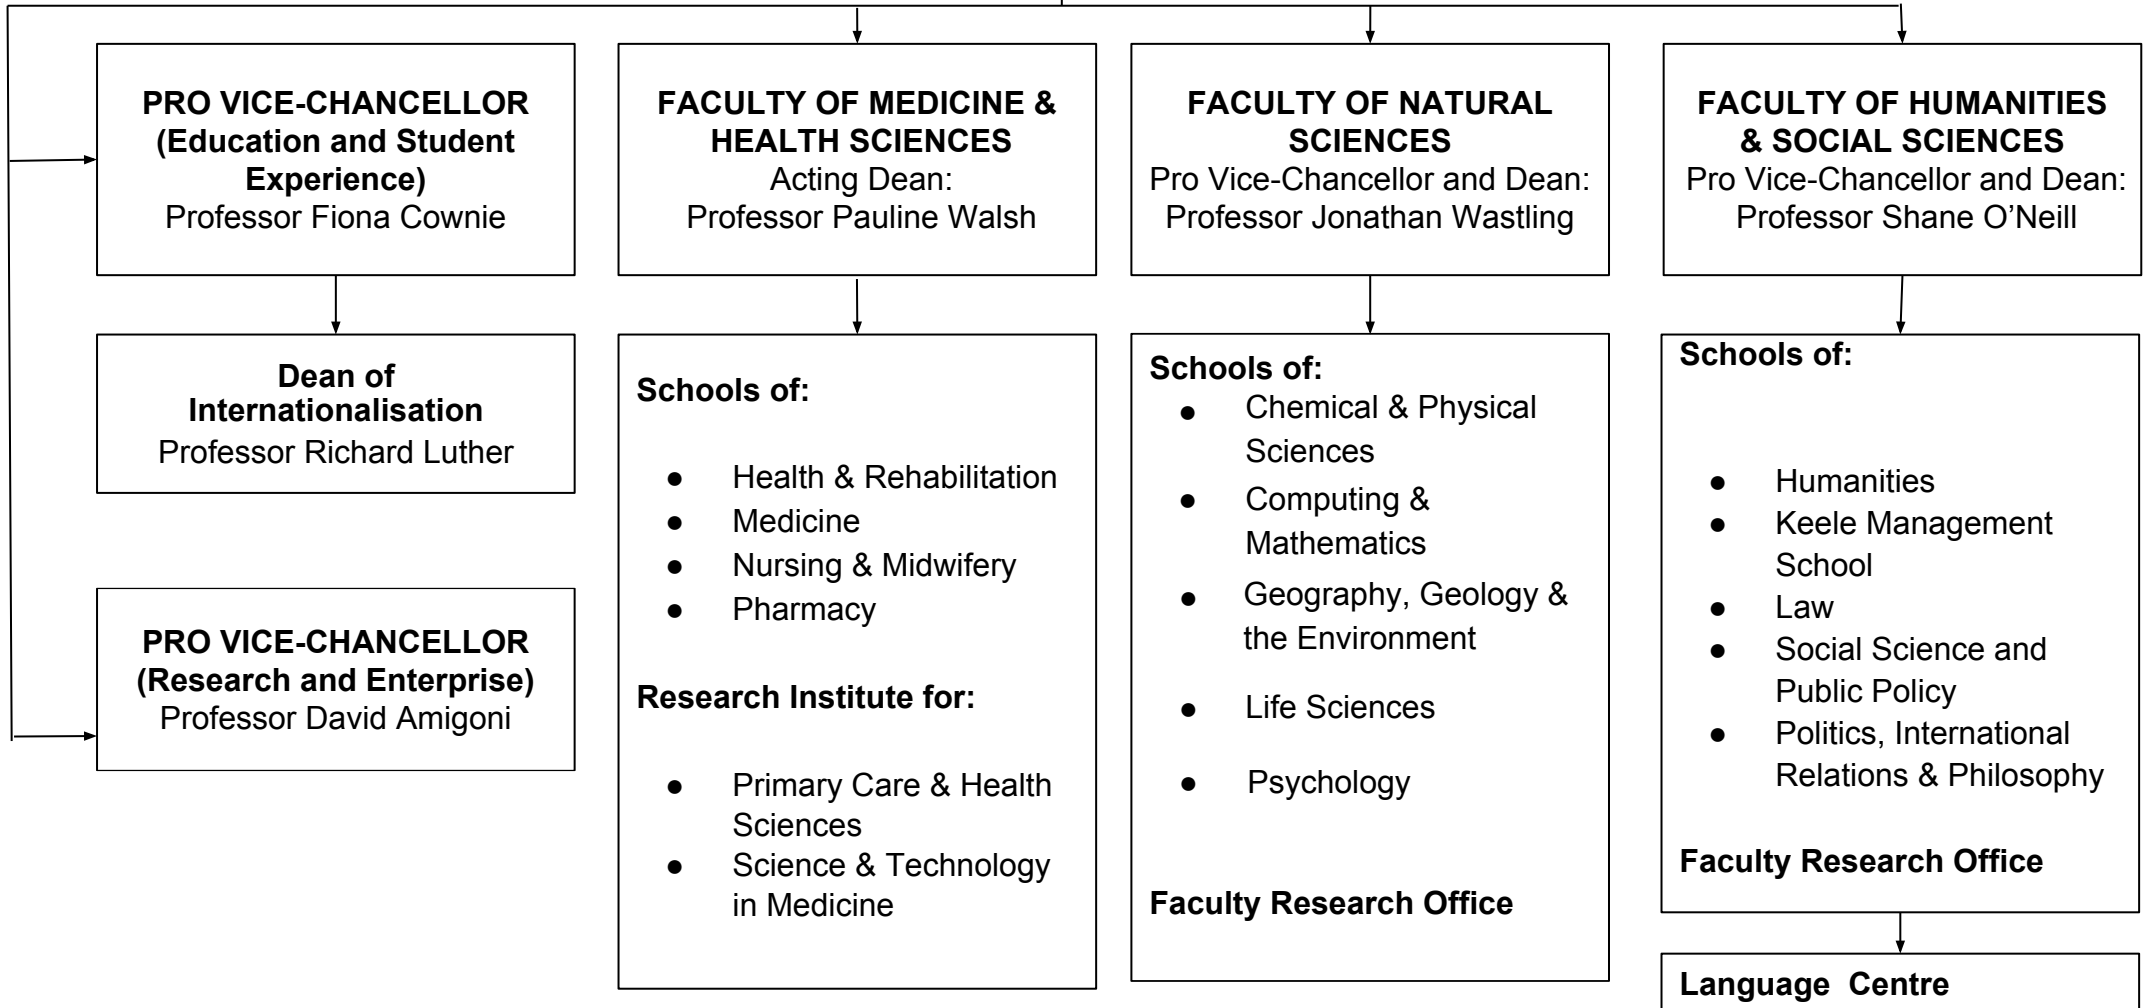 PRO VICE-CHANCELLOR
(Education and Student
Experience)
Professor Fiona Cownie
Dean of
Internationalisation
Professor Richard Luther
PRO VICE-CHANCELLOR
(Research and Enterprise)
Professor David Amigoni
FACULTY OF MEDICINE &
HEALTH SCIENCES
Acting Dean:
Professor Pauline Walsh
Schools of:
● Health & Rehabilitation
● Medicine
● Nursing & Midwifery
● Pharmacy
Research Institute for:
● Primary Care & Health
Sciences
● Science & Technology
in Medicine
FACULTY OF NATURAL
SCIENCES
Pro Vice-Chancellor and Dean:
Professor Jonathan Wastling
Schools of:
● Chemical & Physical
Sciences
● Computing &
Mathematics
● Geography, Geology &
the Environment
● Life Sciences
● Psychology
Faculty Research Office
FACULTY OF HUMANITIES
& SOCIAL SCIENCES
Pro Vice-Chancellor and Dean:
Professor Shane O’Neill
Schools of:
● Humanities
● Keele Management
School
● Law
● Social Science and
Public Policy
● Politics, International
Relations & Philosophy
Faculty Research Office
Language Centre